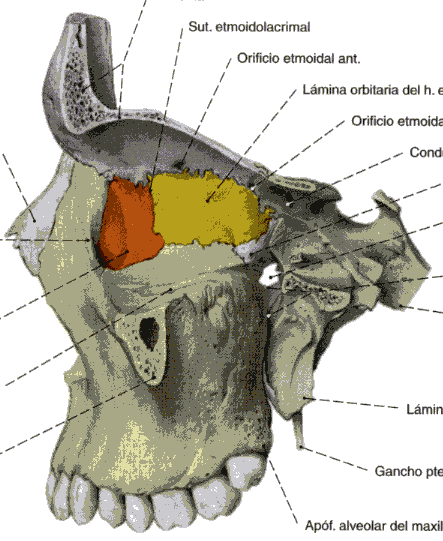 Sut. etmoidolacrimal
Orificio etmoidal ant.
Lámina orbitaria del h. e
Orificio etmoida
Cond
Lámin
Gancho pte
Apóf. alveolar del maxil